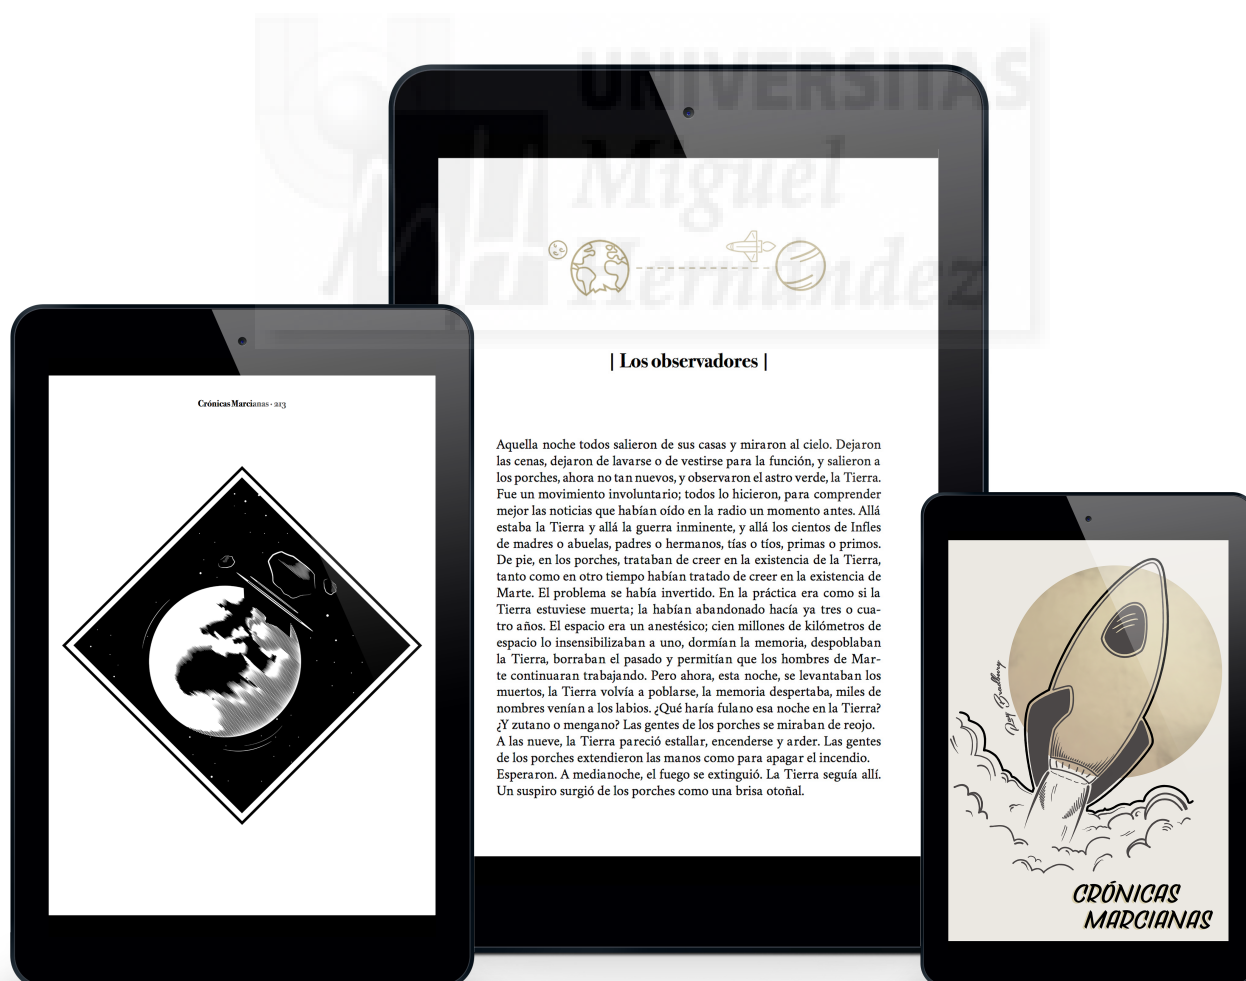 UNIVERSITAS
Miguel
Hernández
| Los observadores |
Aquella noche todos salieron de sus casas y miraron al cielo. Dejaron
las cenas, dejaron de lavarse o de vestirse para la función, y salieron a
los porches, ahora no tan nuevos, y observaron el astro verde, la Tierra.
Fue un movimiento involuntario; todos lo hicieron, para comprender
mejor las noticias que habían oído en la radio un momento antes. Allá
estaba la Tierra y allá la guerra inminente, y allá los cientos de Infles
de madres o abuelas, padres o hermanos, tías o tíos, primas o primos.
De pie, en los porches, trataban de creer en la existencia de la Tierra,
tanto como en otro tiempo habían tratado de creer en la existencia de
Marte. El problema se había invertido. En la práctica era como si la
Tierra estuviese muerta; la habían abandonado hacía ya tres o cua-
tro años. El espacio era un anestésico; cien millones de kilómetros de
espacio lo insensibilizaban a uno, dormían la memoria, despoblaban
la Tierra, borraban el pasado y permitían que los hombres de Mar-
te continuaran trabajando. Pero ahora, esta noche, se levantaban los
muertos, la Tierra volvía a poblarse, la memoria despertaba, miles de
nombres venían a los labios. ¿Qué haría fulano esa noche en la Tierra?
¿Y zutano o mengano? Las gentes de los porches se miraban de reojo.
A las nueve, la Tierra pareció estallar, encenderse y arder. Las gentes
de los porches extendieron las manos como para apagar el incendio.
Esperaron. A medianoche, el fuego se extinguió. La Tierra seguía allí.
Un suspiro surgió de los porches como una brisa otoñal.
Crónicas Marcianas · 213
Ray Bradbury
CRÓNICAS
MARCIANAS